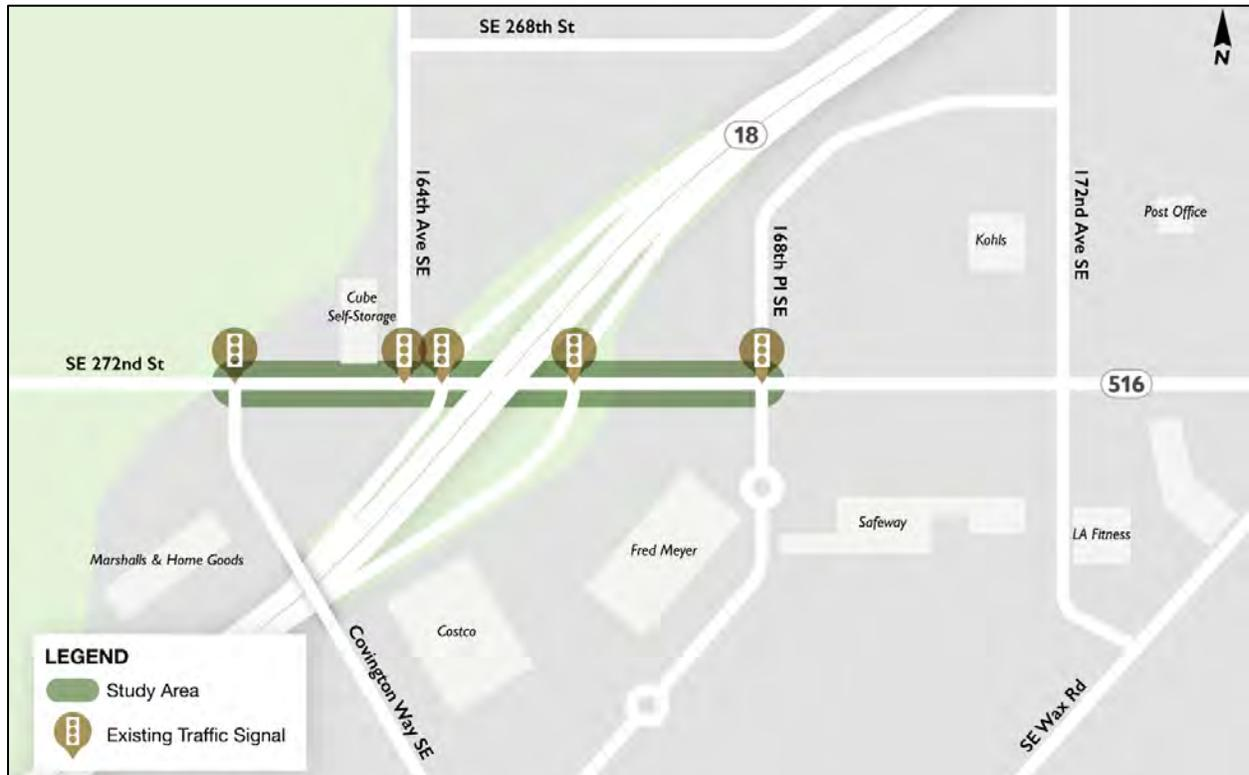 SE 268th St
N
18
164th Ave SE
168th Pl SE
172nd Ave SE
Post Office
Kohls
Cube
Self-Storage
SE 272nd St
516
Marshalls & Home Goods
Fred Meyer
Safeway
LA Fitness
Costco
Covington Way SE
SE Wax Rd
LEGEND
Study Area
Existing Traffic Signal